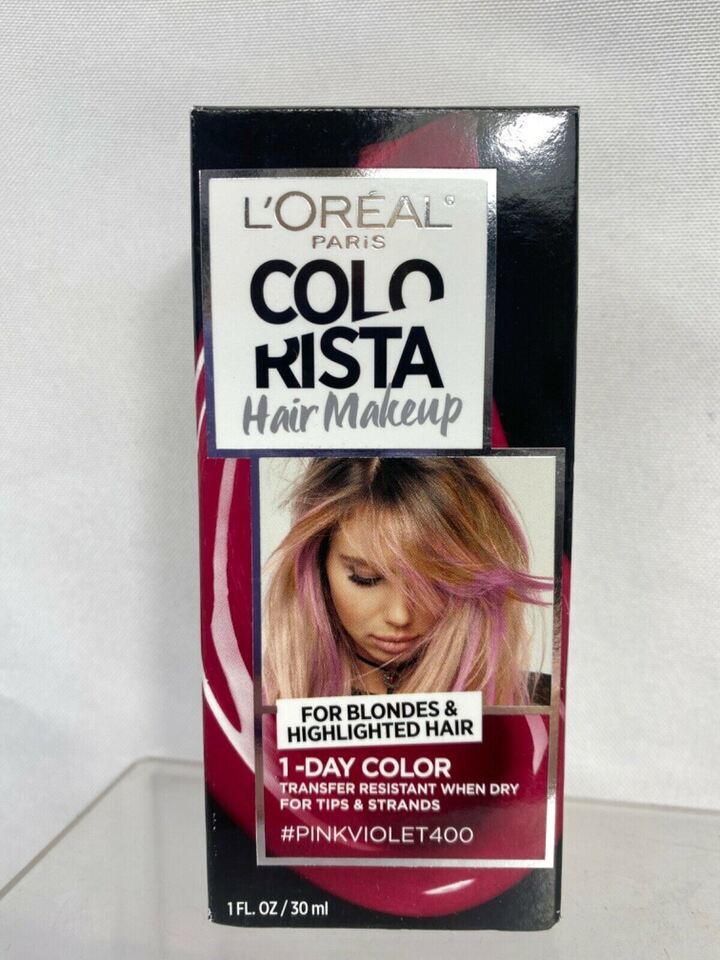 L'ORÉAL®
PARiS
COLO
RISTA
Hair Makeup
FOR BLONDES &
HIGHLIGHTED HAIR
1-DAY COLOR
TRANSFER RESISTANT WHEN DRY
FOR TIPS & STRANDS
#PINKVIOLET400
1 FL. OZ / 30 ml